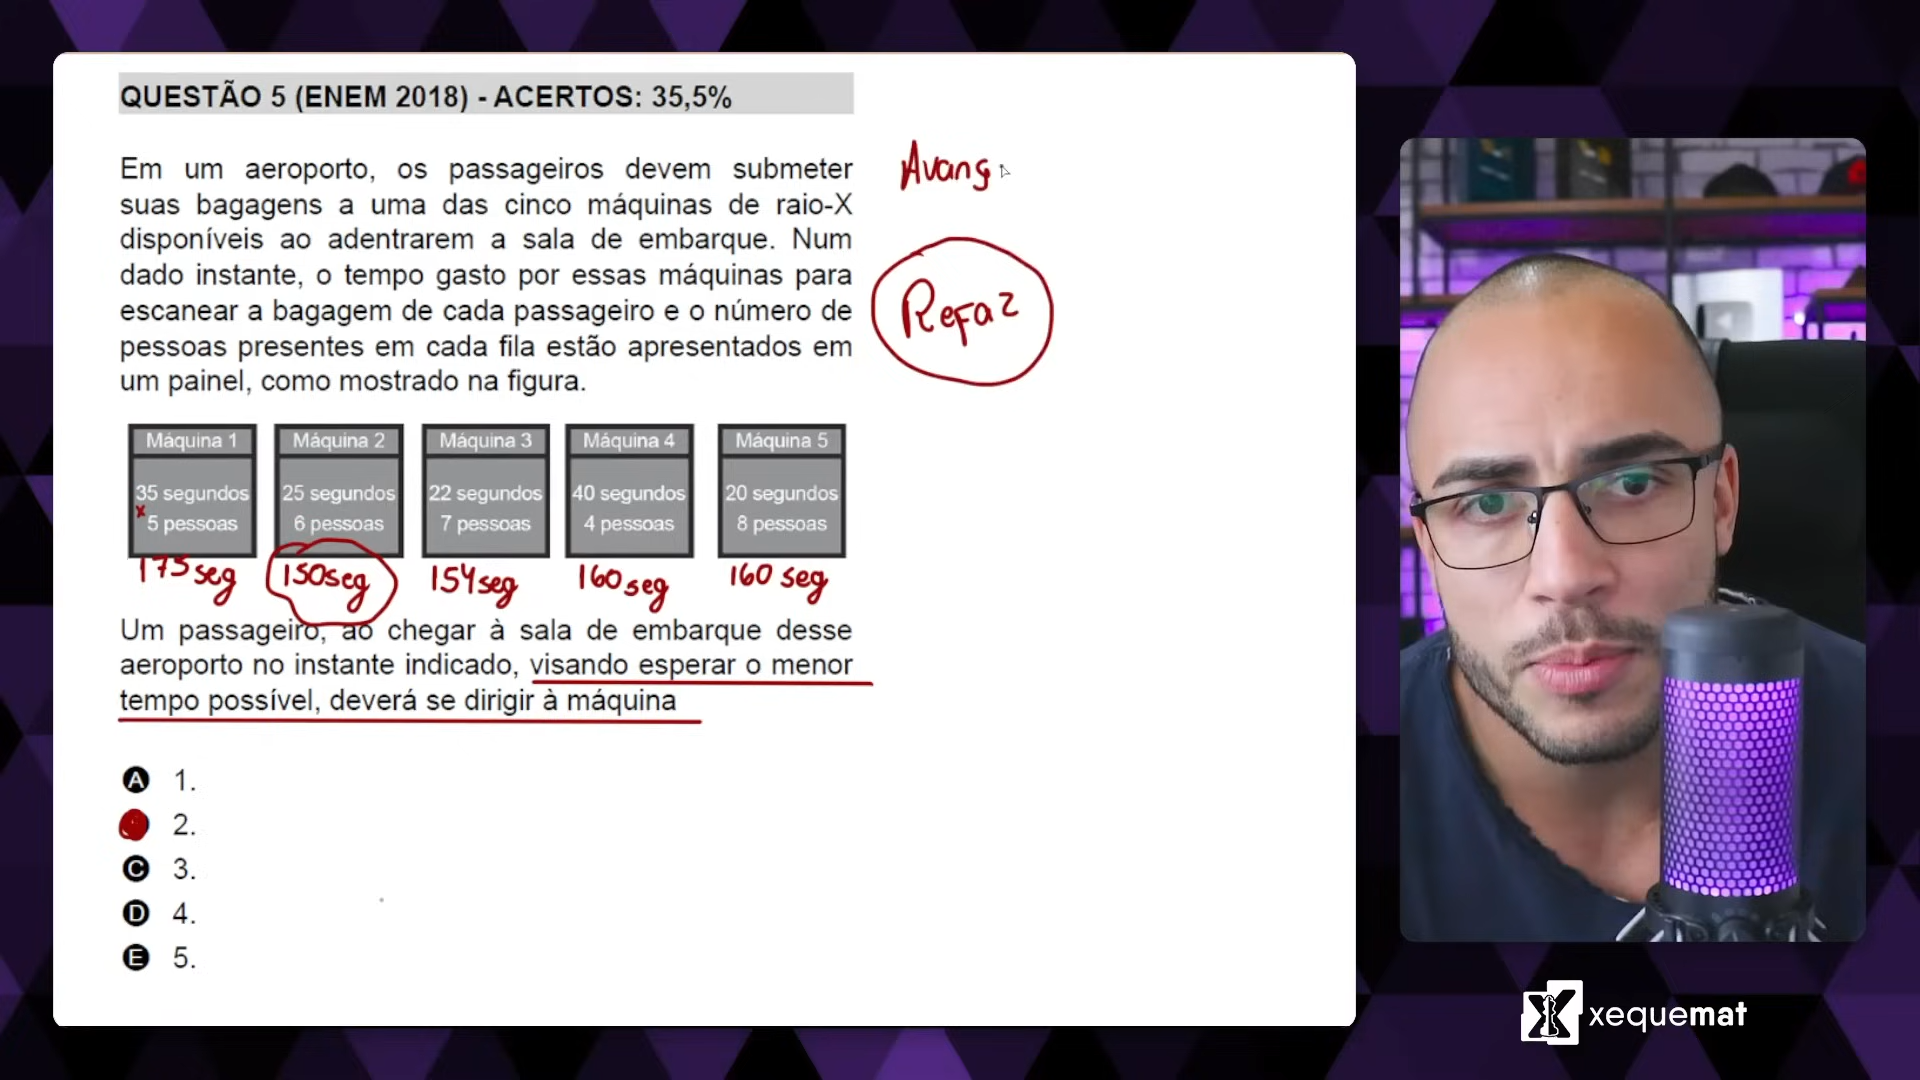 QUESTÃO 5 (ENEM 2018) - ACERTOS: 35,5%
Em um aeroporto, os passageiros devem submeter
suas bagagens a uma das cinco máquinas de raio-X
disponíveis ao adentrarem a sala de embarque. Num
dado instante, o tempo gasto por essas máquinas para
escanear a bagagem de cada passageiro e o número de
pessoas presentes em cada fila estão apresentados em
um painel, como mostrado na figura.
Avanç
Refaz
Máquina 1 Máquina 2 Máquina 3 Máquina 4 Máquina 5
35 segundos 25 segundos 22 segundos 40 segundos 20 segundos
x 5 pessoas 6 pessoas 7 pessoas 4 pessoas 8 pessoas
175 seg 150 seg 154 seg 160 seg 160 seg
Um passageiro, ao chegar à sala de embarque desse
aeroporto no instante indicado, visando esperar o menor
tempo possível, deverá se dirigir à máquina
A 1.
2.
C 3.
D 4.
E 5.
xequemat